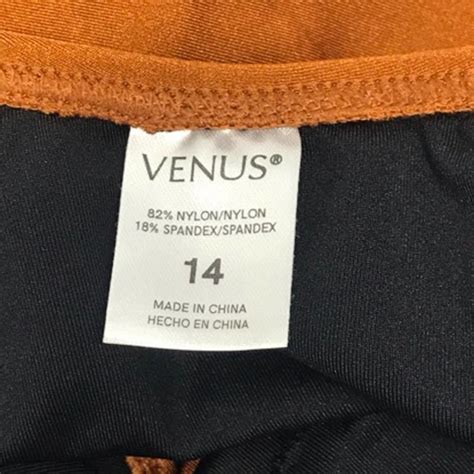 VENUS®
82% NYLON/NYLON
18% SPANDEX/SPANDEX
14
MADE IN CHINA
HECHO EN CHINA